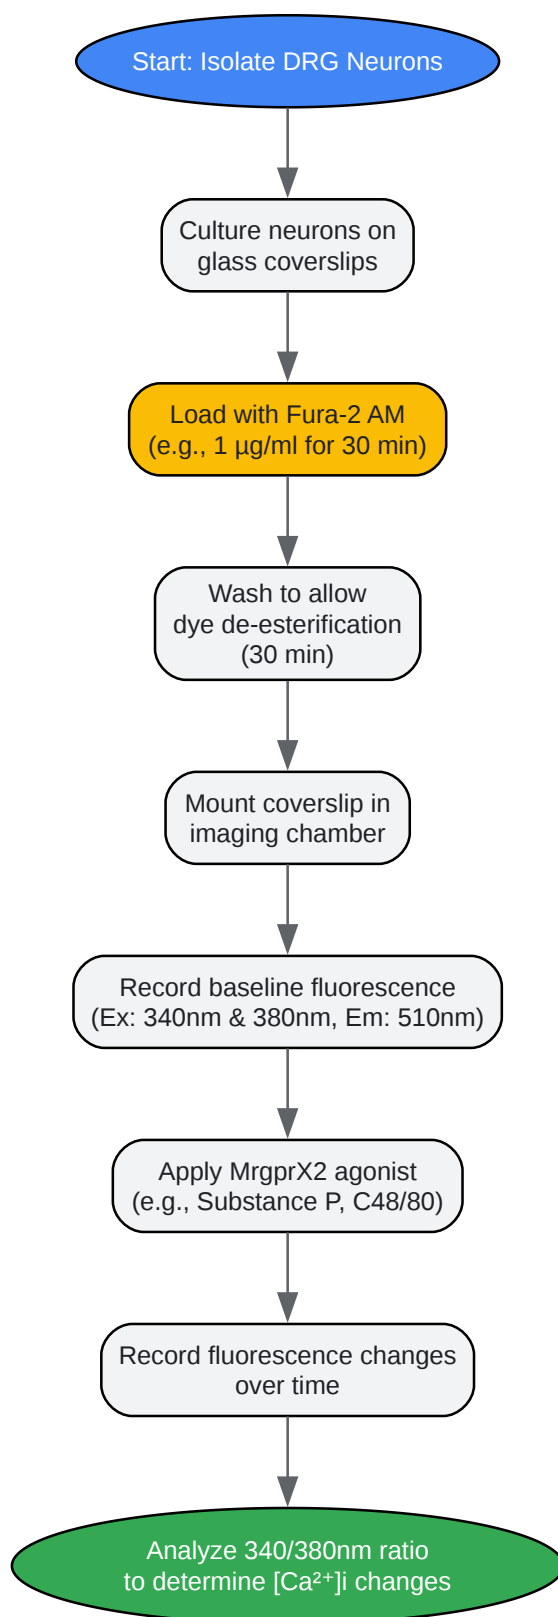 Start: Isolate DRG Neurons
Culture neurons on
glass coverslips
Load with Fura-2 AM
(e.g., 1 µg/ml for 30 min)
Wash to allow
dye de-esterification
(30 min)
Mount coverslip in
imaging chamber
Record baseline fluorescence
(Ex: 340nm & 380nm, Em: 510nm)
Apply MrgprX2 agonist
(e.g., Substance P, C48/80)
Record fluorescence changes
over time
Analyze 340/380nm ratio
to determine [Ca²⁺]i changes